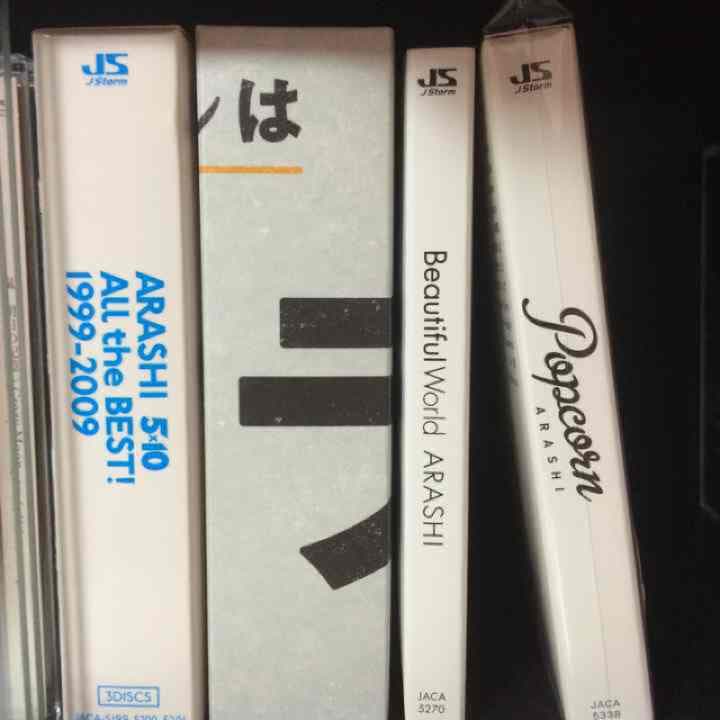 JS
J Storm
ARASHI 5×10
All the BEST!
1999-2009
3DISCS
は
JS
J Storm
Beautiful World ARASHI
JACA
5270
JS
J Storm
Popcorn
ARASHI
JACA
5338